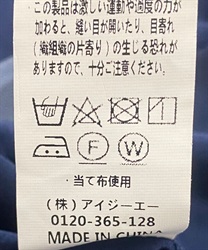 この製品は激しい運動や過度の力が
加わると、縫い目が開いたり、目寄れ
(織組織の片寄り)の生じる恐れが
ありますので、十分ご注意ください。
F W
・当て布使用
(株)アイジーエー
0120-365-128
MADE IN CHINA